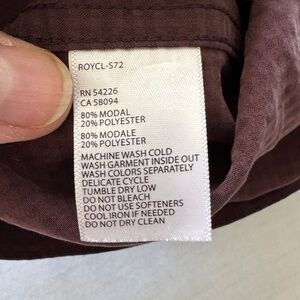 ROYCL-S72
RN 54226
CA 58094
80% MODAL
20% POLYESTER
80% MODALE
20% POLYESTER
MACHINE WASH COLD
WASH GARMENT INSIDE OUT
WASH COLORS SEPARATELY
DELICATE CYCLE
TUMBLE DRY LOW
DO NOT BLEACH
DO NOT USE SOFTENERS
COOL IRON IF NEEDED
DO NOT DRY CLEAN